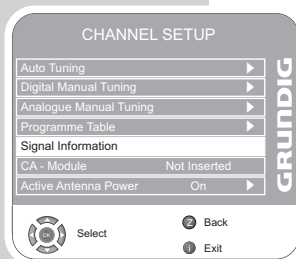 CHANNEL SETUP
Auto Tuning
Digital Manual Tuning
Analogue Manual Tuning
Programme Table
Signal Information
CA - Module Not Inserted
Active Antenna Power On
GRUNDIG
OK Select
Z Back
i Exit